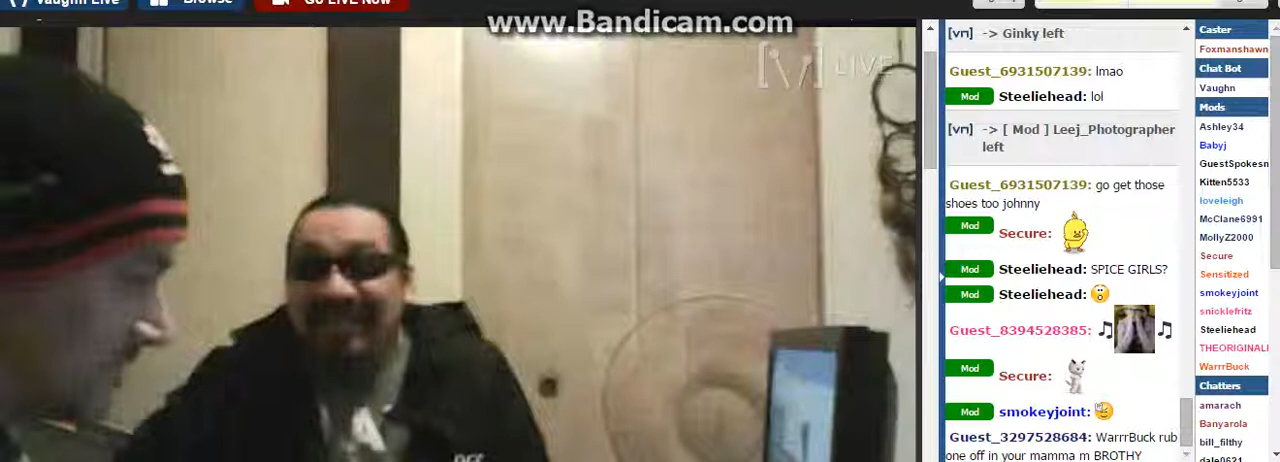 Vaughn Live
Browse
Go LIVE Now
www.Bandicam.com
LIVE
A
[vn] -> Ginky left
Guest_6931507139: lmao
Mod Steeliehead: lol
[vn] -> [ Mod ] Leej_Photographer
left
Guest_6931507139: go get those
shoes too johnny
Mod Secure:
Mod Steeliehead: SPICE GIRLS?
Mod Steeliehead:
Guest_8394528385: ♫ ♫
Mod Secure:
Mod smokeyjoint:
Guest_3297528684: WarrrBuck rub
one off in your mamma m BROTHY
Caster
Foxmanshawn
Chat Bot
Vaughn
Mods
Ashley34
Babyj
GuestSpokesn
Kitten5533
loveleigh
McClane6991
MollyZ2000
Secure
Sensitized
smokeyjoint
snicklefritz
Steeliehead
THEORIGINALI
WarrrBuck
Chatters
amarach
Banyarola
bill_filthy
dale0621